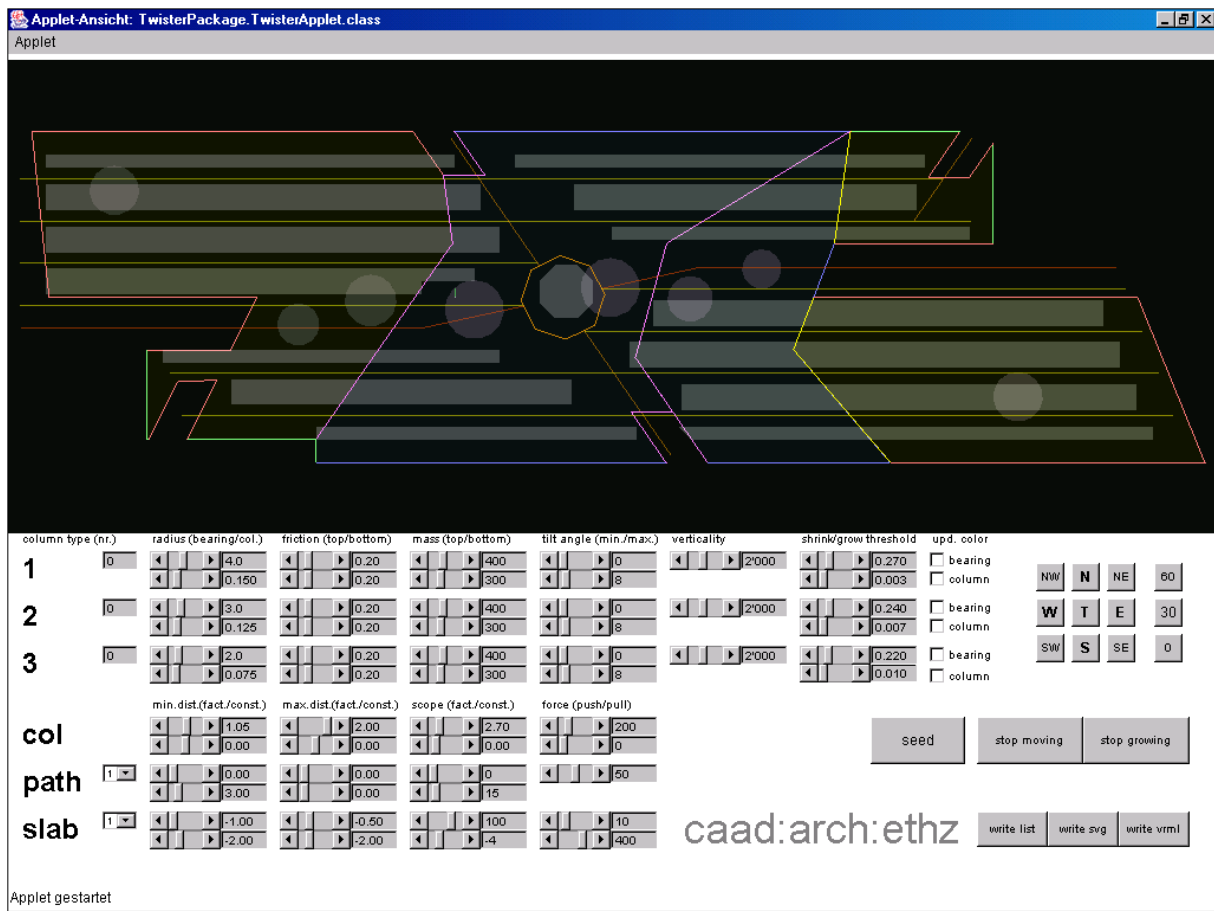 Applet-Ansicht: TwisterPackage.TwisterApplet.class
Applet
column type (nr.) radius (bearing/col.) friction (top/bottom) mass (top/bottom) tilt angle (min./max.) verticality shrink/grow threshold upd. color
1 0 4.0 0.20 400 0 2'000 0.270 bearing
0.150 0.20 300 8 0.003 column
NW N NE 60
2 0 3.0 0.20 400 0 2'000 0.240 bearing
0.125 0.20 300 8 0.007 column
W T E 30
3 0 2.0 0.20 400 0 2'000 0.220 bearing
0.075 0.20 300 8 0.010 column
SW S SE 0
min.dist.(fact./const.) max.dist.(fact./const.) scope (fact./const.) force (push/pull)
col 1.05 2.00 2.70 200
0.00 0.00 0.00 0
seed stop moving stop growing
path 1 0.00 0.00 0 50
3.00 0.00 15
slab 1 -1.00 -0.50 100 10
-2.00 -2.00 -4 400
caad:arch:ethz write list write svg write vrml
Applet gestartet